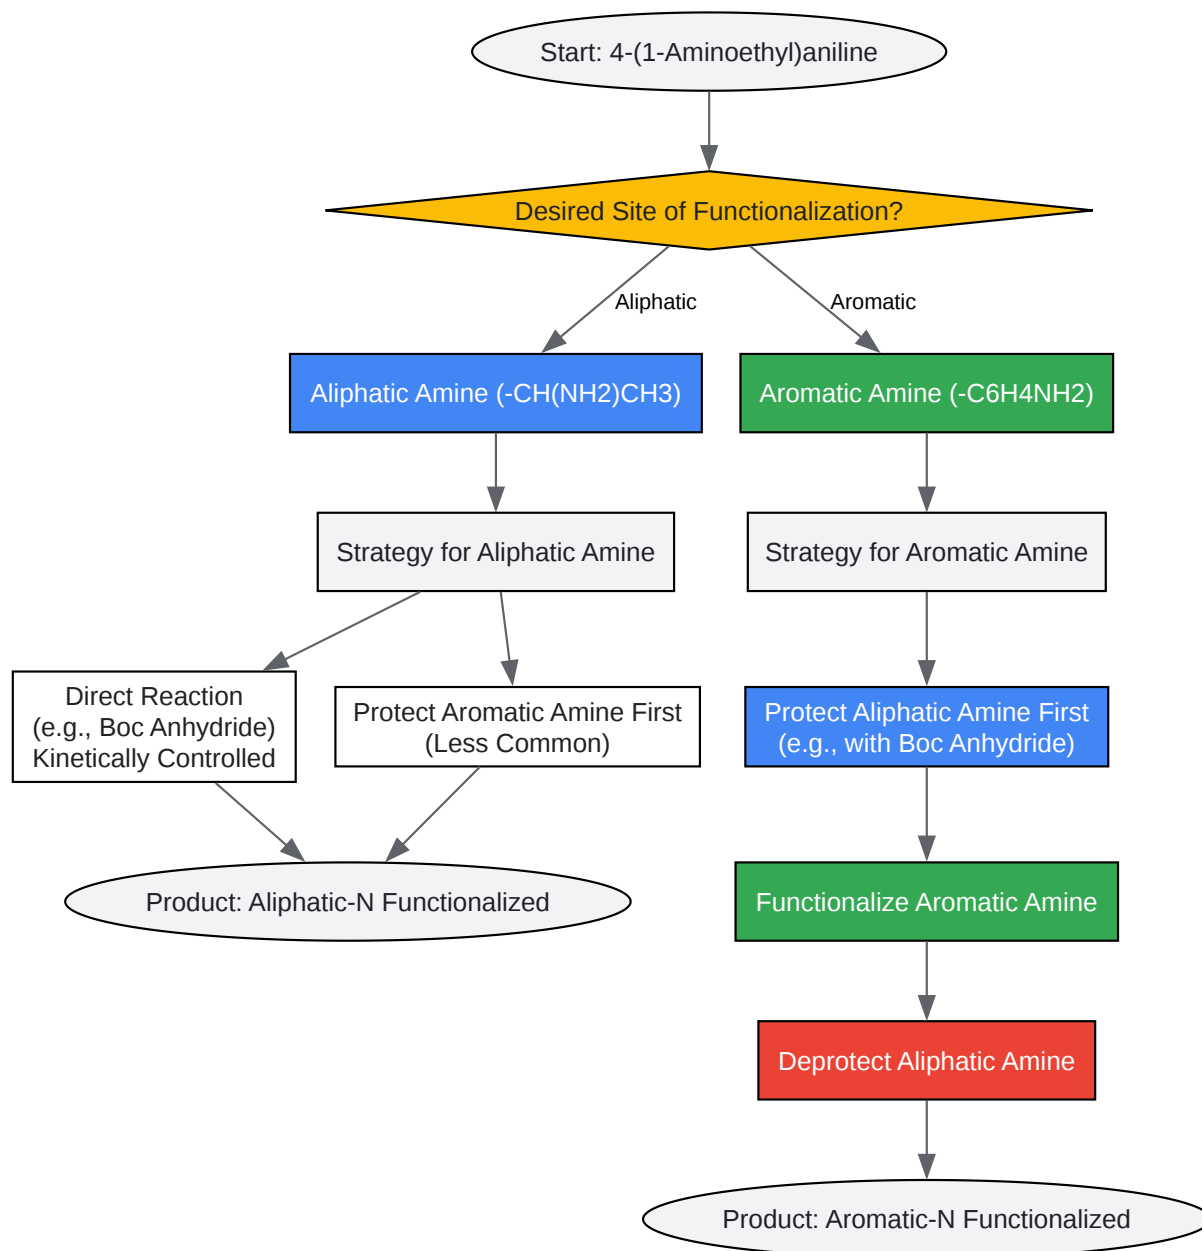 Start: 4-(1-Aminoethyl)aniline
Desired Site of Functionalization?
Aliphatic
Aromatic
Aliphatic Amine (-CH(NH2)CH3)
Aromatic Amine (-C6H4NH2)
Strategy for Aliphatic Amine
Strategy for Aromatic Amine
Direct Reaction
(e.g., Boc Anhydride)
Kinetically Controlled
Protect Aromatic Amine First
(Less Common)
Protect Aliphatic Amine First
(e.g., with Boc Anhydride)
Product: Aliphatic-N Functionalized
Functionalize Aromatic Amine
Deprotect Aliphatic Amine
Product: Aromatic-N Functionalized